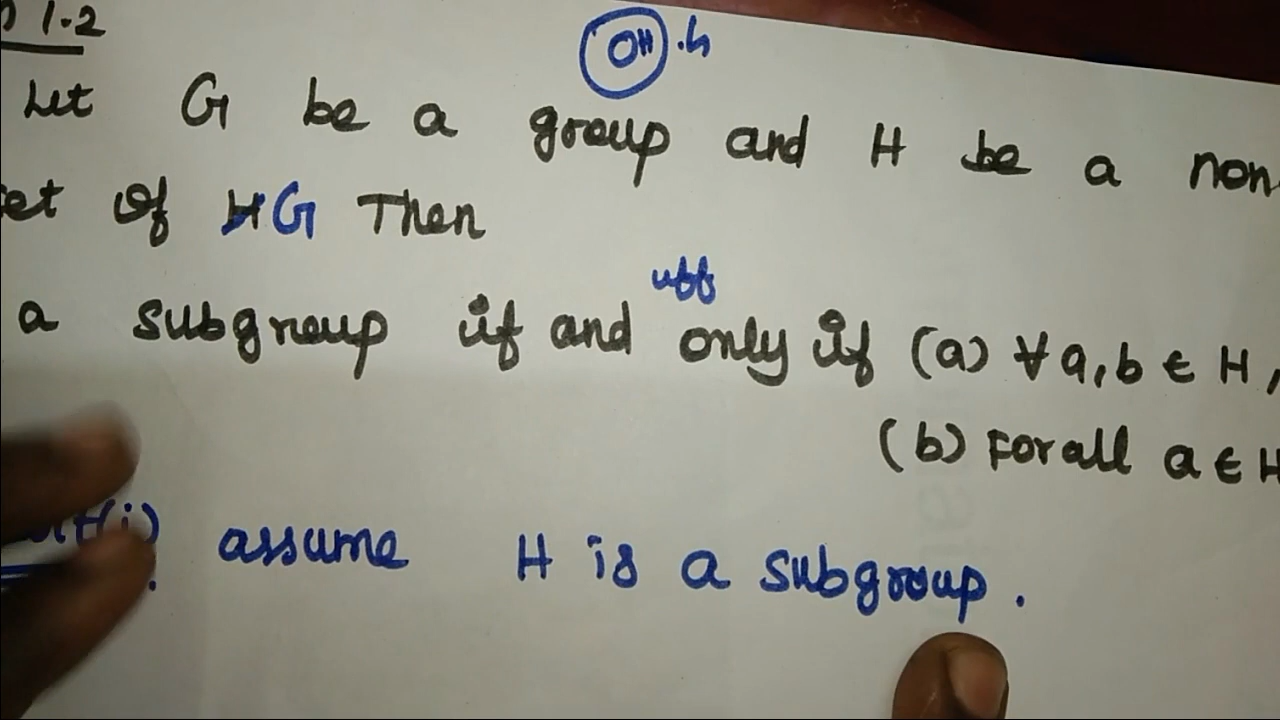 1.2
OH .h
Let G be a group and H be a non-
set of G Then
iff
a subgroup if and only if (a) ∀ a, b ∈ H,
(b) For all a ∈ H
(i) assume H is a subgroup.